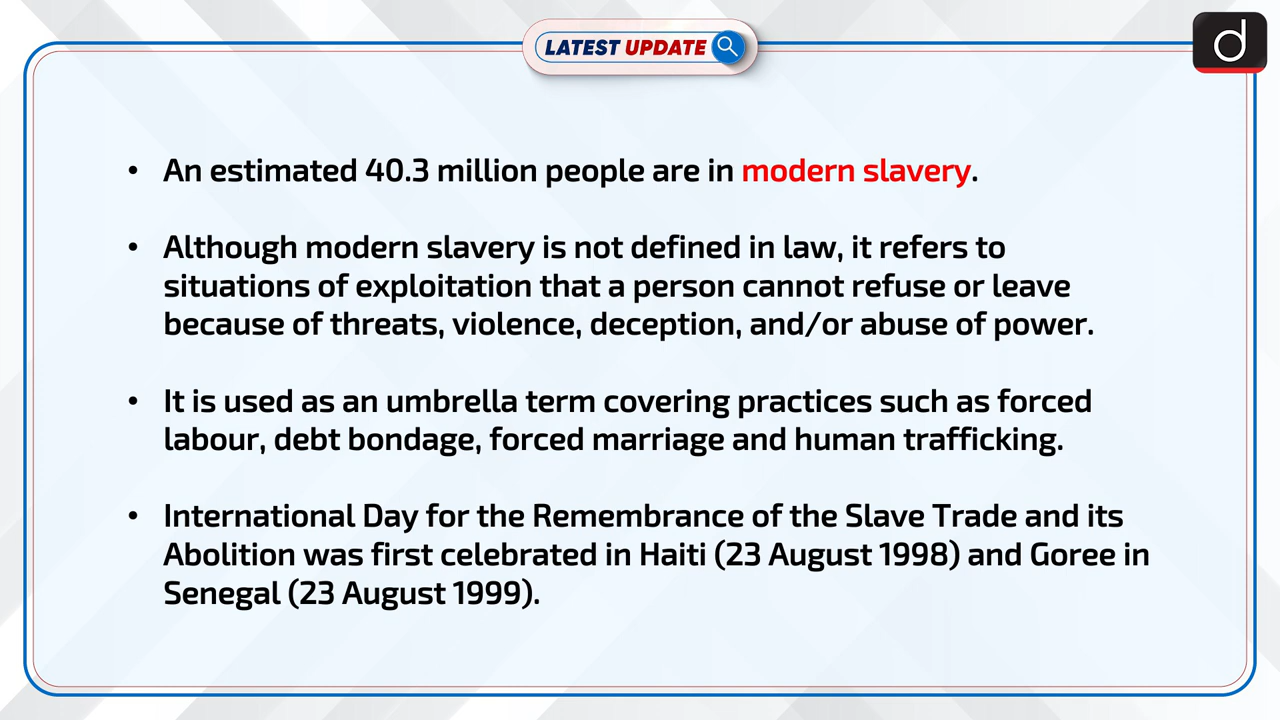 LATEST UPDATE
d
• An estimated 40.3 million people are in modern slavery.
• Although modern slavery is not defined in law, it refers to
situations of exploitation that a person cannot refuse or leave
because of threats, violence, deception, and/or abuse of power.
• It is used as an umbrella term covering practices such as forced
labour, debt bondage, forced marriage and human trafficking.
• International Day for the Remembrance of the Slave Trade and its
Abolition was first celebrated in Haiti (23 August 1998) and Goree in
Senegal (23 August 1999).